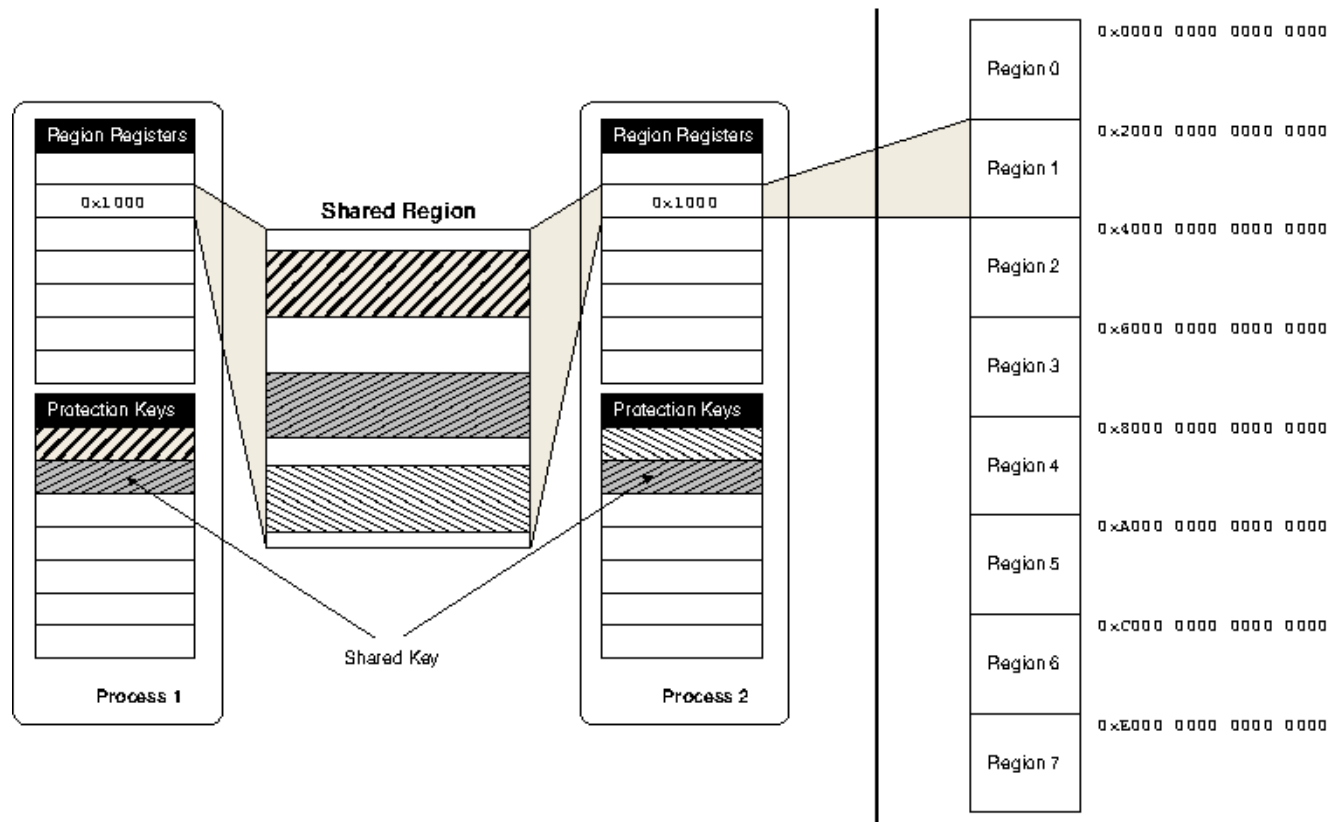 Region Registers
0x1000
Protection Keys
Process 1
Shared Region
Shared Key
Region Registers
0x1000
Protection Keys
Process 2
Region 0
Region 1
Region 2
Region 3
Region 4
Region 5
Region 6
Region 7
0x0000 0000 0000 0000
0x2000 0000 0000 0000
0x4000 0000 0000 0000
0x6000 0000 0000 0000
0x8000 0000 0000 0000
0xA000 0000 0000 0000
0xC000 0000 0000 0000
0xE000 0000 0000 0000